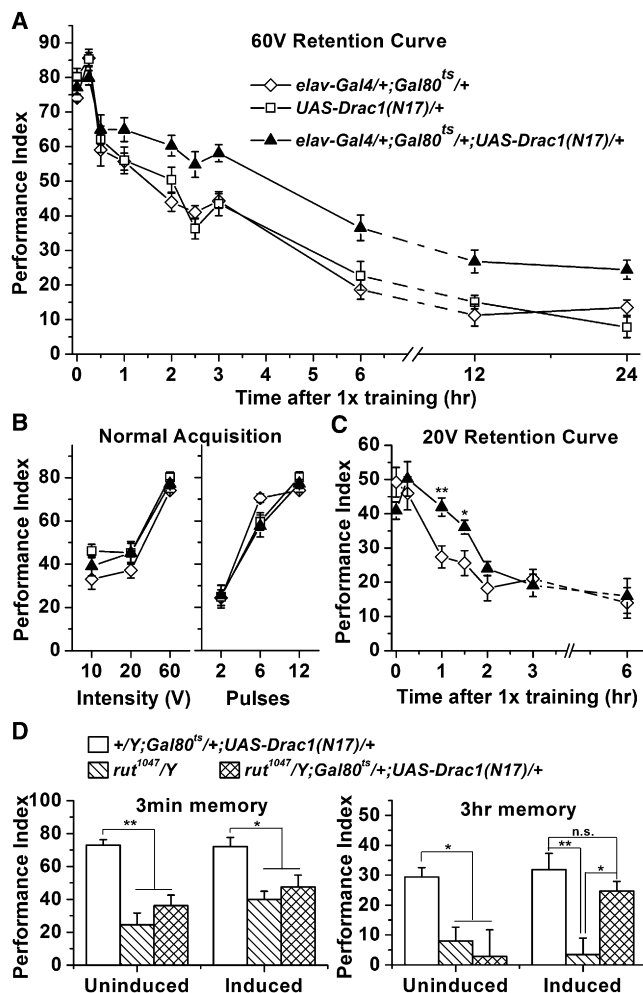 A
60V Retention Curve
elav-Gal4/+;Gal80ts/+
UAS-Drac1(N17)/+
elav-Gal4/+;Gal80ts/+;UAS-Drac1(N17)/+
Performance Index
90
80
70
60
50
40
30
20
10
0
0 1 2 3 4 5 6 12 24
Time after 1x training (hr)
B
Normal Acquisition
Performance Index
80
60
40
20
0
10 20 60
Intensity (V)
2 6 12
Pulses
C
20V Retention Curve
Performance Index
60
50
40
30
20
10
0
**
*
0 1 2 3 6
Time after 1x training (hr)
D
+/Y;Gal80ts/+;UAS-Drac1(N17)/+
rut1047/Y
rut1047/Y;Gal80ts/+;UAS-Drac1(N17)/+
3min memory
Performance Index
100
80
60
40
20
0
**
*
Uninduced Induced
3hr memory
Performance Index
50
40
30
20
10
0
*
n.s.
**
*
Uninduced Induced